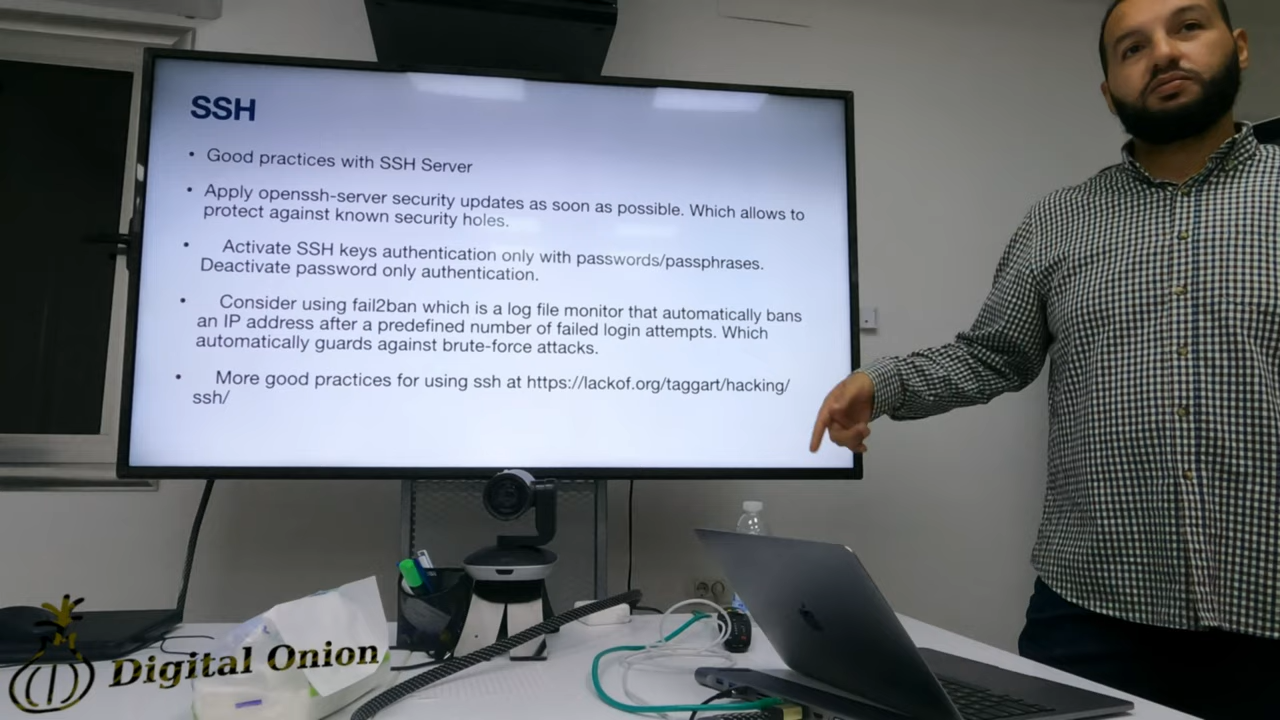 SSH
• Good practices with SSH Server
• Apply openssh-server security updates as soon as possible. Which allows to
protect against known security holes.
• Activate SSH keys authentication only with passwords/passphrases.
Deactivate password only authentication.
• Consider using fail2ban which is a log file monitor that automatically bans
an IP address after a predefined number of failed login attempts. Which
automatically guards against brute-force attacks.
• More good practices for using ssh at https://lackof.org/taggart/hacking/
ssh/
Digital Onion